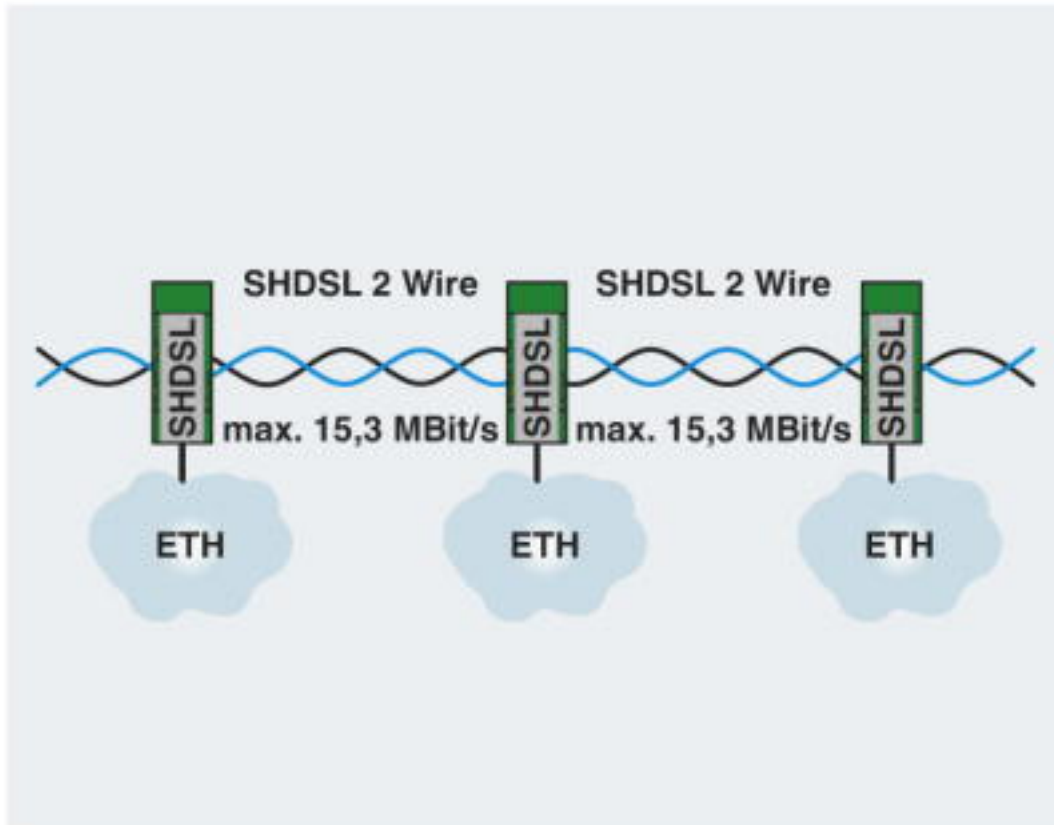 SHDSL 2 Wire
SHDSL 2 Wire
SHDSL
SHDSL
SHDSL
max. 15,3 MBit/s
max. 15,3 MBit/s
ETH
ETH
ETH